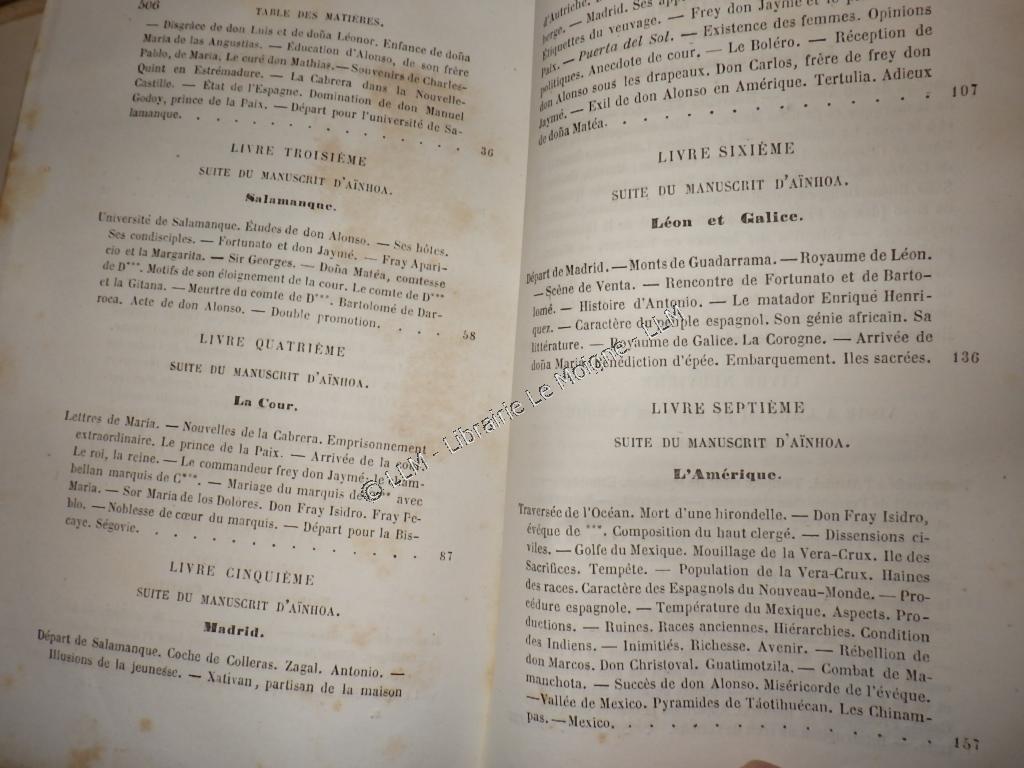 506
TABLE DES MATIÈRES.
— Disgrâce de don Luis et de doña Léonor. Enfance de doña
Maria de las Angustias. — Éducation d'Alonso, de son frère
Pablo, de Maria. Le curé don Mathias. — Souvenirs de Charles-
Quint en Estrémadure. — La Cabrera dans la Nouvelle-
Castille. — État de l'Espagne. Domination de don Manuel
Godoy, prince de la Paix. — Départ pour l'université de Sa-
lamanque. . . . . . . . . . . . . 36
LIVRE TROISIÈME
SUITE DU MANUSCRIT D'AÏNHOA.
Salamanque.
Université de Salamanque. Études de don Alonso. — Ses hôtes.
Ses condisciples. — Fortunato et don Jaymé. — Fray Apari-
cio et la Margarita. — Sir Georges. — Doña Matéa, comtesse
de D***. Motifs de son éloignement de la cour. Le comte de D***
et la Gitana. — Meurtre du comte de D***. Bartolomé de Dar-
roca. Acte de don Alonso. — Double promotion. . . . 58
LIVRE QUATRIÈME
SUITE DU MANUSCRIT D'AÏNHOA.
La Cour.
Lettres de Maria. — Nouvelles de la Cabrera. Emprisonnement
extraordinaire. Le prince de la Paix. — Arrivée de la cour.
Le roi, la reine. — Le commandeur frey don Jaymé; le cham-
bellan marquis de C***. — Mariage du marquis de C*** avec
Maria. — Sor Maria de los Dolores. Don Fray Isidro. Fray Pe-
bio. — Noblesse de cœur du marquis. — Départ pour la Bis-
caye. Ségovie. . . . . . . . . . . . . 87
LIVRE CINQUIÈME
SUITE DU MANUSCRIT D'AÏNHOA.
Madrid.
Départ de Salamanque. Coche de Colleras. Zagal. Antonio. —
Illusions de la jeunesse. — Xativan, partisan de la maison
d'Autriche.
berge. — Madrid. Ses
Étiquettes du veuvage. — Frey don Jaymé et le
Paix. — Puerta del Sol. — Existence des femmes. Opinions
politiques. Anecdote de cour. — Le Boléro. — Réception de
don Alonso sous les drapeaux. Don Carlos, frère de frey don
Jaymé. — Exil de don Alonso en Amérique. Tertulia. Adieux
de doña Matéa. . . . . . . . . . . . . 107
LIVRE SIXIÈME
SUITE DU MANUSCRIT D'AÏNHOA.
Léon et Galice.
Départ de Madrid. — Monts de Guadarrama. — Royaume de Léon.
— Scène de Venta. — Rencontre de Fortunato et de Barto-
lomé. — Histoire d'Antonio. — Le matador Enriqué Henri-
quez. — Caractère du peuple espagnol. Son génie africain. Sa
littérature. — Royaume de Galice. La Corogne. — Arrivée de
doña Maria. Bénédiction d'épée. Embarquement. Iles sacrées. 136
LIVRE SEPTIÈME
SUITE DU MANUSCRIT D'AÏNHOA.
L'Amérique.
Traversée de l'Océan. Mort d'une hirondelle. — Don Fray Isidro,
évêque de ***. Composition du haut clergé. — Dissensions ci-
viles. — Golfe du Mexique. Mouillage de la Vera-Crux. Ile des
Sacrifices. Tempête. — Population de la Vera-Crux. Haines
des races. Caractère des Espagnols du Nouveau-Monde. — Pro-
cédure espagnole. — Température du Mexique. Aspects. Pro-
ductions. — Ruines. Races anciennes. Hiérarchies. Condition
des Indiens. — Inimitiés. Richesse. Avenir. — Rébellion de
don Marcos. Don Christoval. Guatimotzila. — Combat de Ma-
manchota. — Succès de don Alonso. Miséricorde de l'évêque.
— Vallée de Mexico. Pyramides de Táotihuécan. Les Chinam-
pas. — Mexico. . . . . . . . . . . . . 157
© LLM - Librairie Le Moigne - LLM